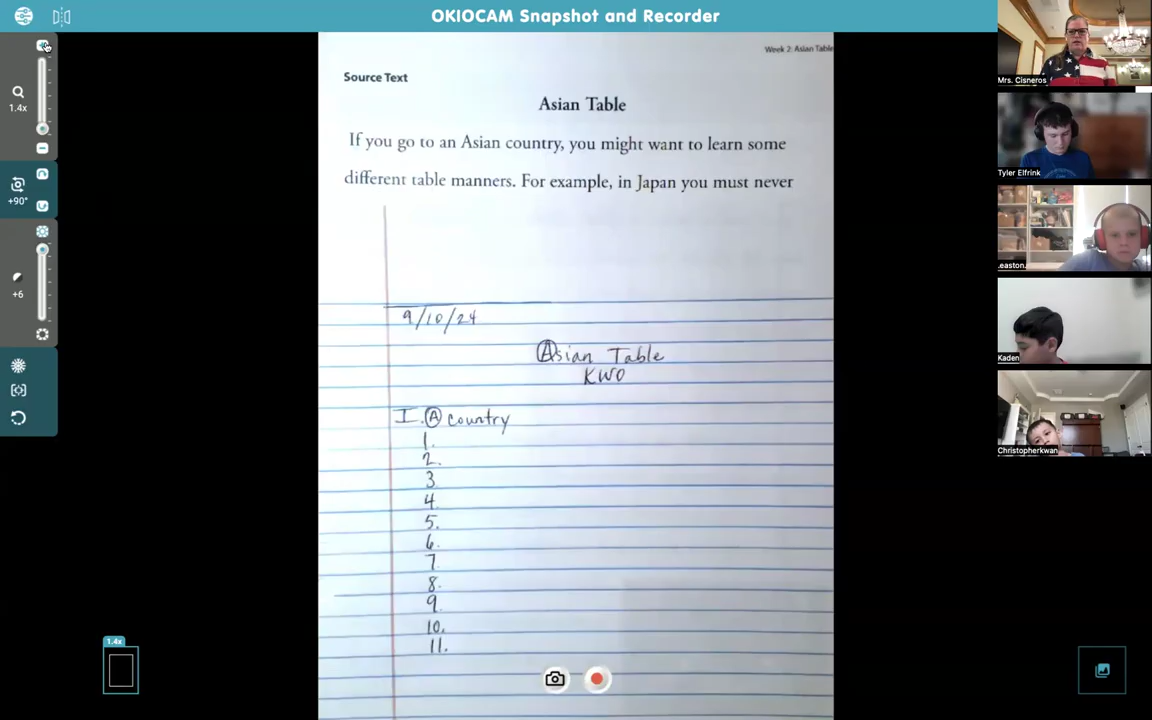 OKIOCAM Snapshot and Recorder
1.4x
+90°
+6
Week 2: Asian Table
Source Text
Asian Table
If you go to an Asian country, you might want to learn some
different table manners. For example, in Japan you must never
9/10/24
Asian Table
KWO
I. A country
1.
2.
3
4.
5.
6.
7.
8.
9.
10.
11.
1.4x
Mrs. Cisneros
Tyler Elfrink
.easton.
Kaden
Christopherkwan